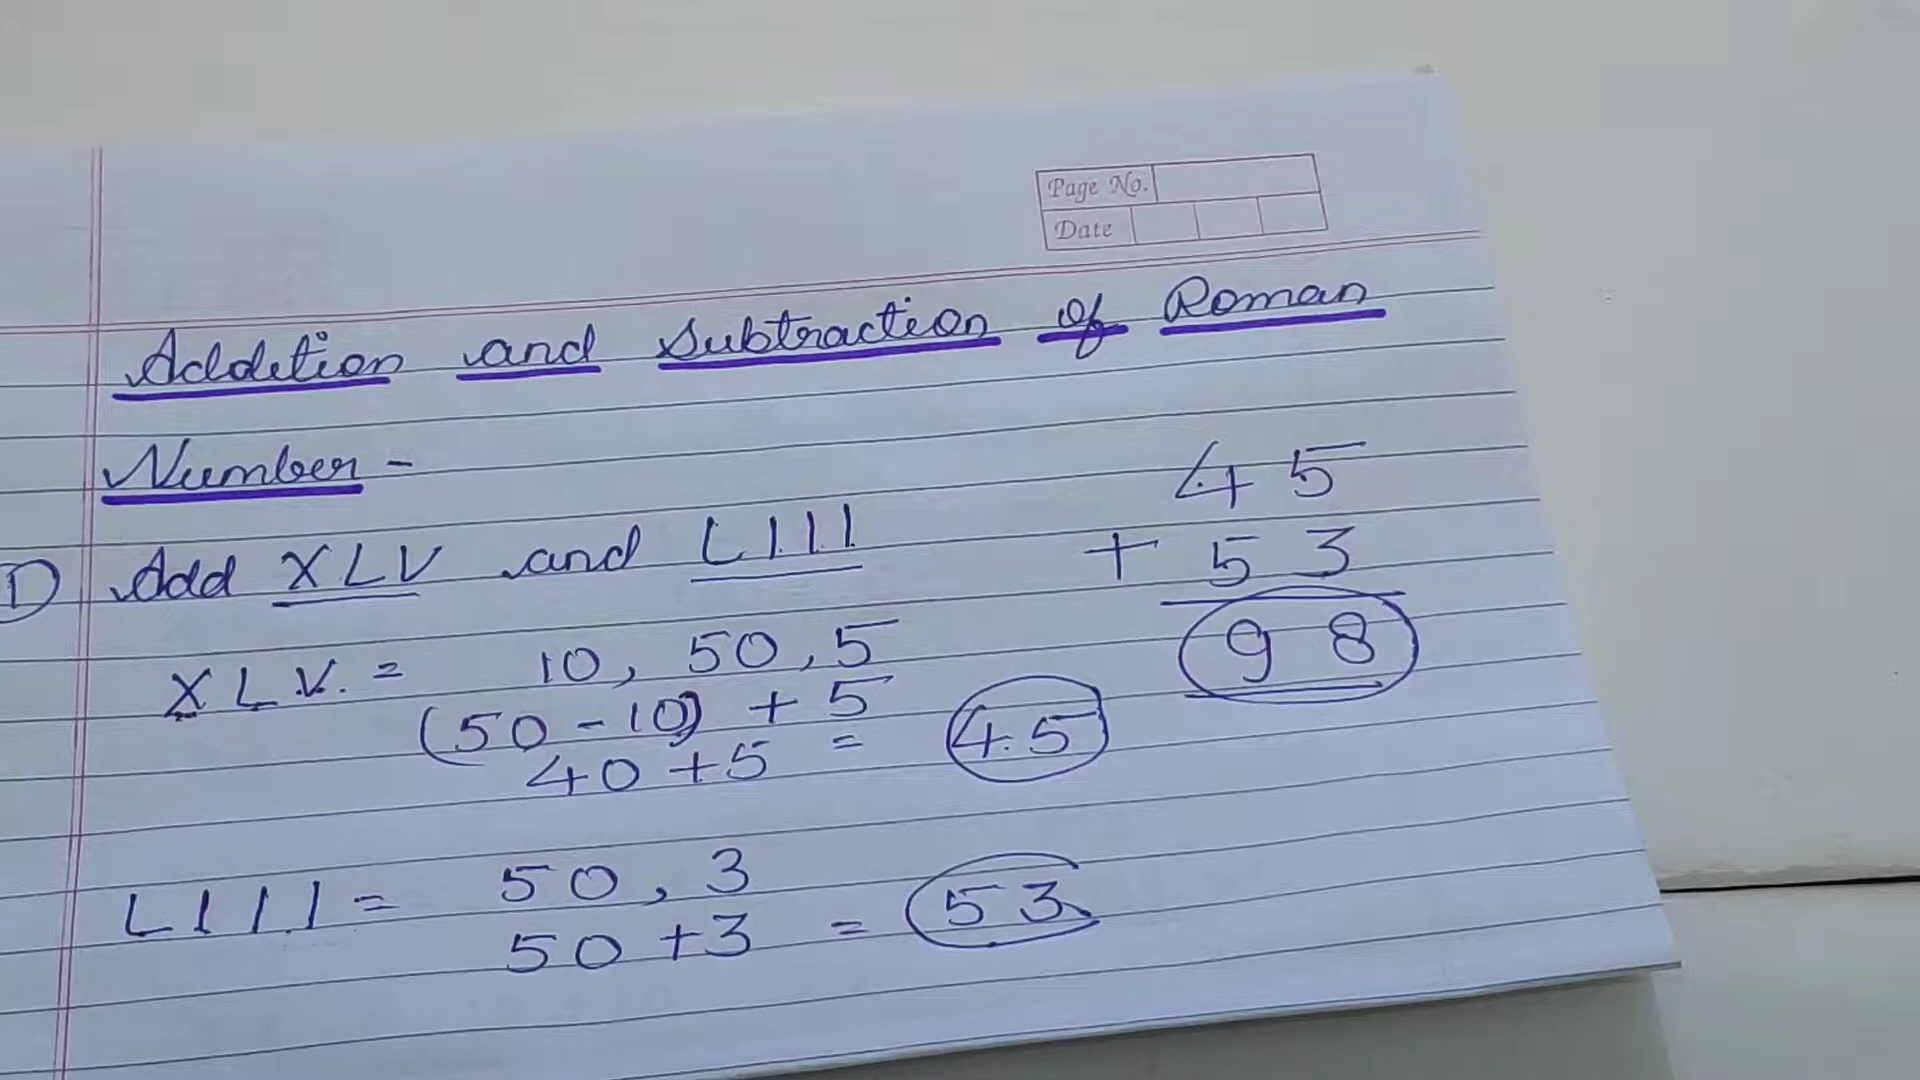 Page No.
Date
Addition and Subtraction of Roman
Number -
1) Add XLV and LIII
XLV. = 10, 50, 5
(50 - 10) + 5
40 + 5 = 45
LIII = 50, 3
50 + 3 = 53
45
+ 53
98